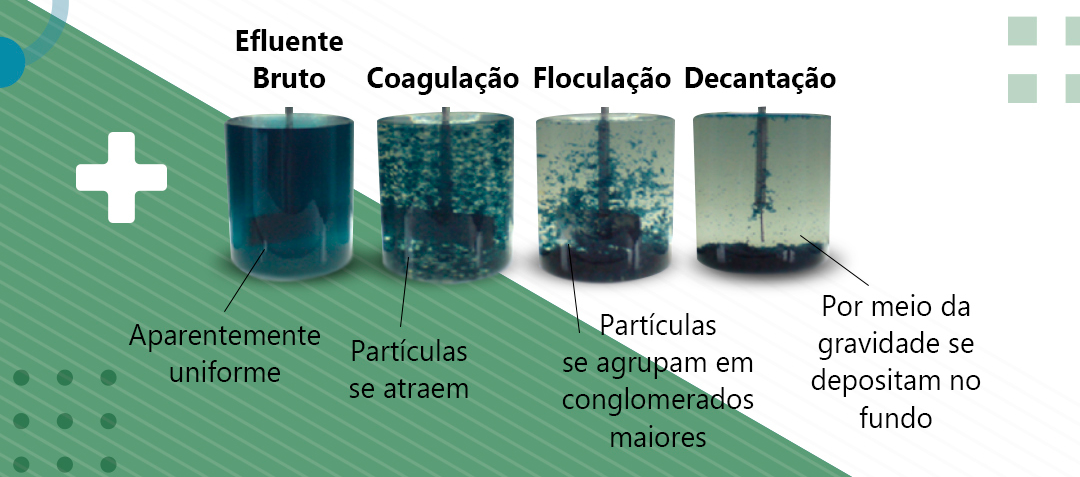 Efluente
Bruto
Coagulação
Floculação
Decantação
Aparentemente
uniforme
Partículas
se atraem
Partículas
se agrupam em
conglomerados
maiores
Por meio da
gravidade se
depositam no
fundo